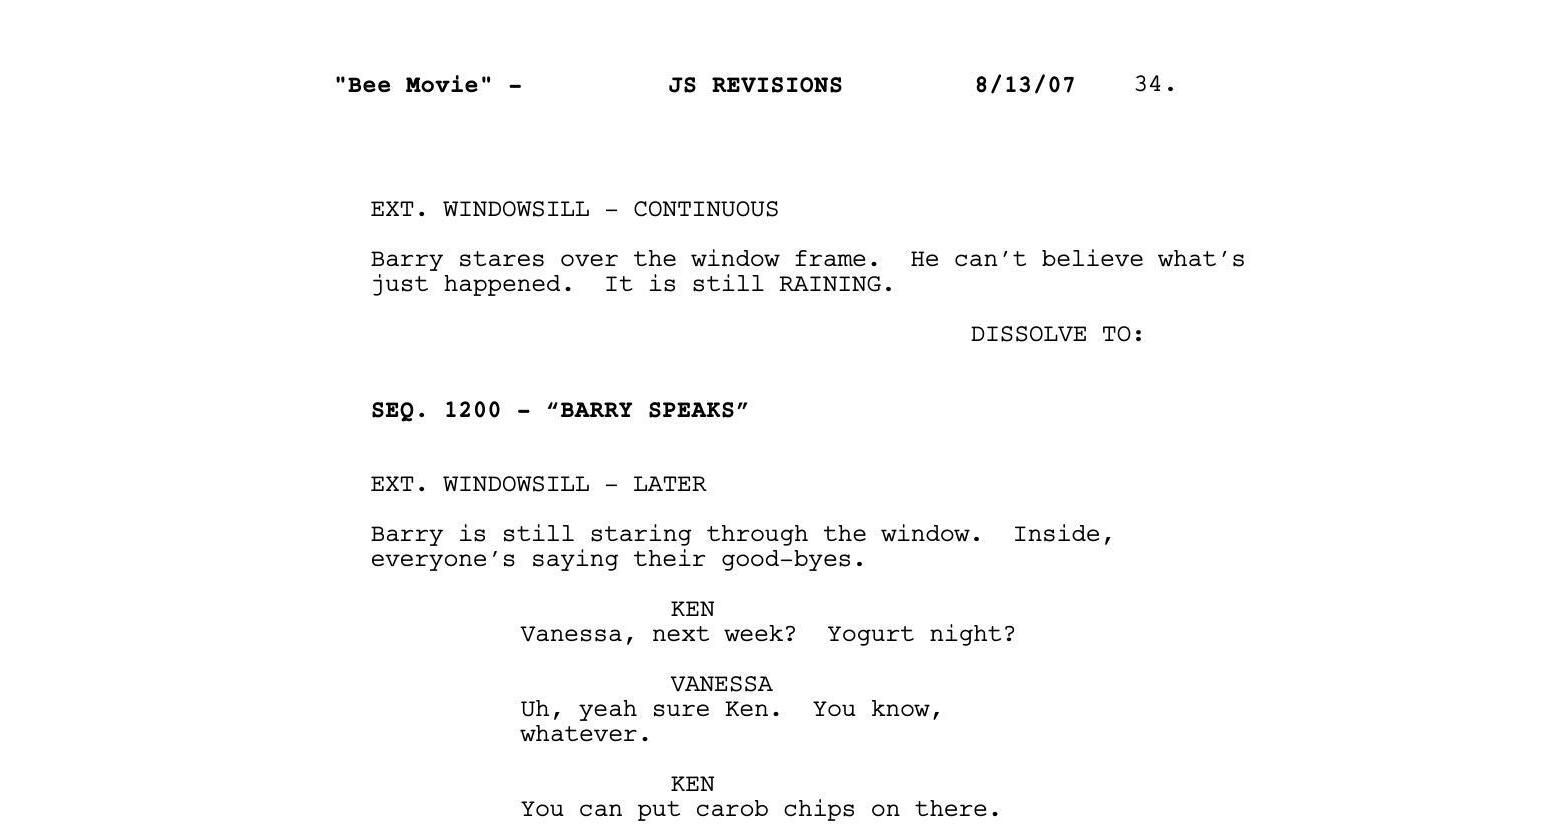 "Bee Movie" - JS REVISIONS 8/13/07 34.
EXT. WINDOWSILL - CONTINUOUS
Barry stares over the window frame.  He can’t believe what’s
just happened.  It is still RAINING.
DISSOLVE TO:
SEQ. 1200 - “BARRY SPEAKS”
EXT. WINDOWSILL - LATER
Barry is still staring through the window.  Inside,
everyone’s saying their good-byes.
KEN
Vanessa, next week?  Yogurt night?
VANESSA
Uh, yeah sure Ken.  You know,
whatever.
KEN
You can put carob chips on there.